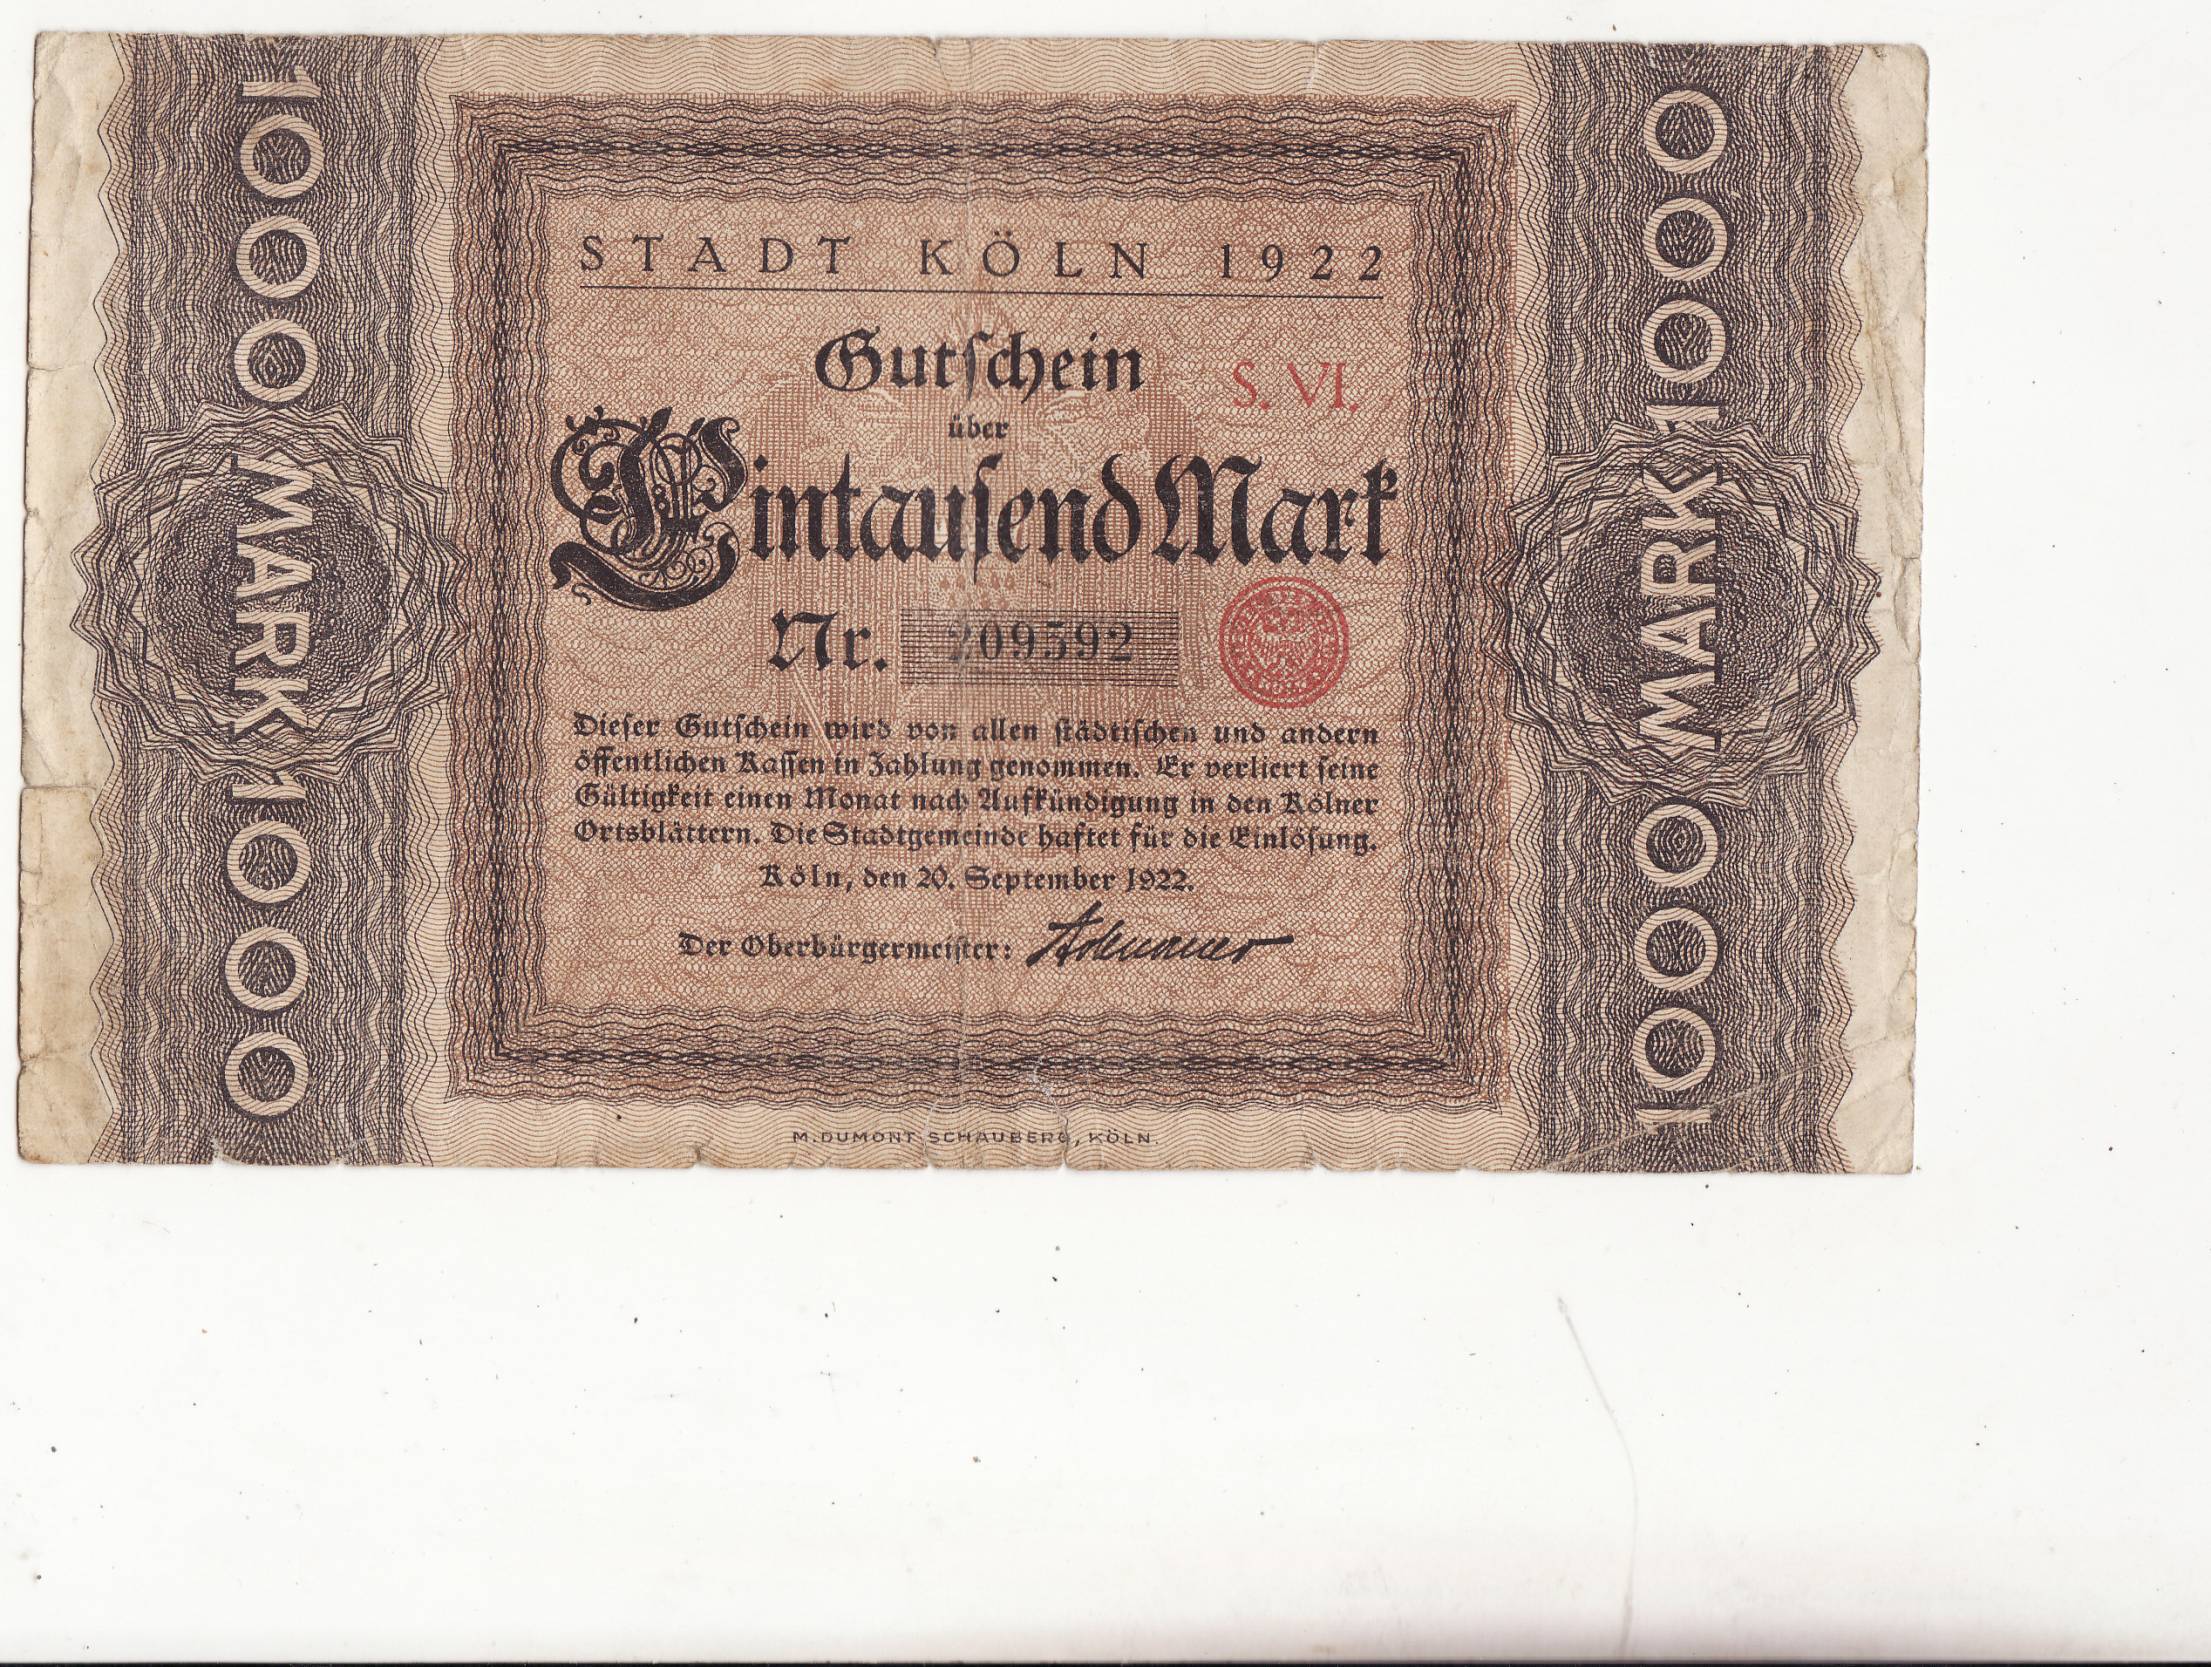 1000 MARK 1000
STADT KÖLN 1922
Gutschein
S. VI.
über
Eintausend Mark
Nr. 209592
Dieser Gutschein wird von allen städtischen und andern
öffentlichen Kassen in Zahlung genommen. Er verliert seine
Gültigkeit einen Monat nach Aufkündigung in den Kölner
Ortsblättern. Die Stadtgemeinde haftet für die Einlösung.
Köln, den 20. September 1922.
Der Oberbürgermeister: Adenauer
M. DUMONT SCHAUBERG, KÖLN.
1000 MARK 1000